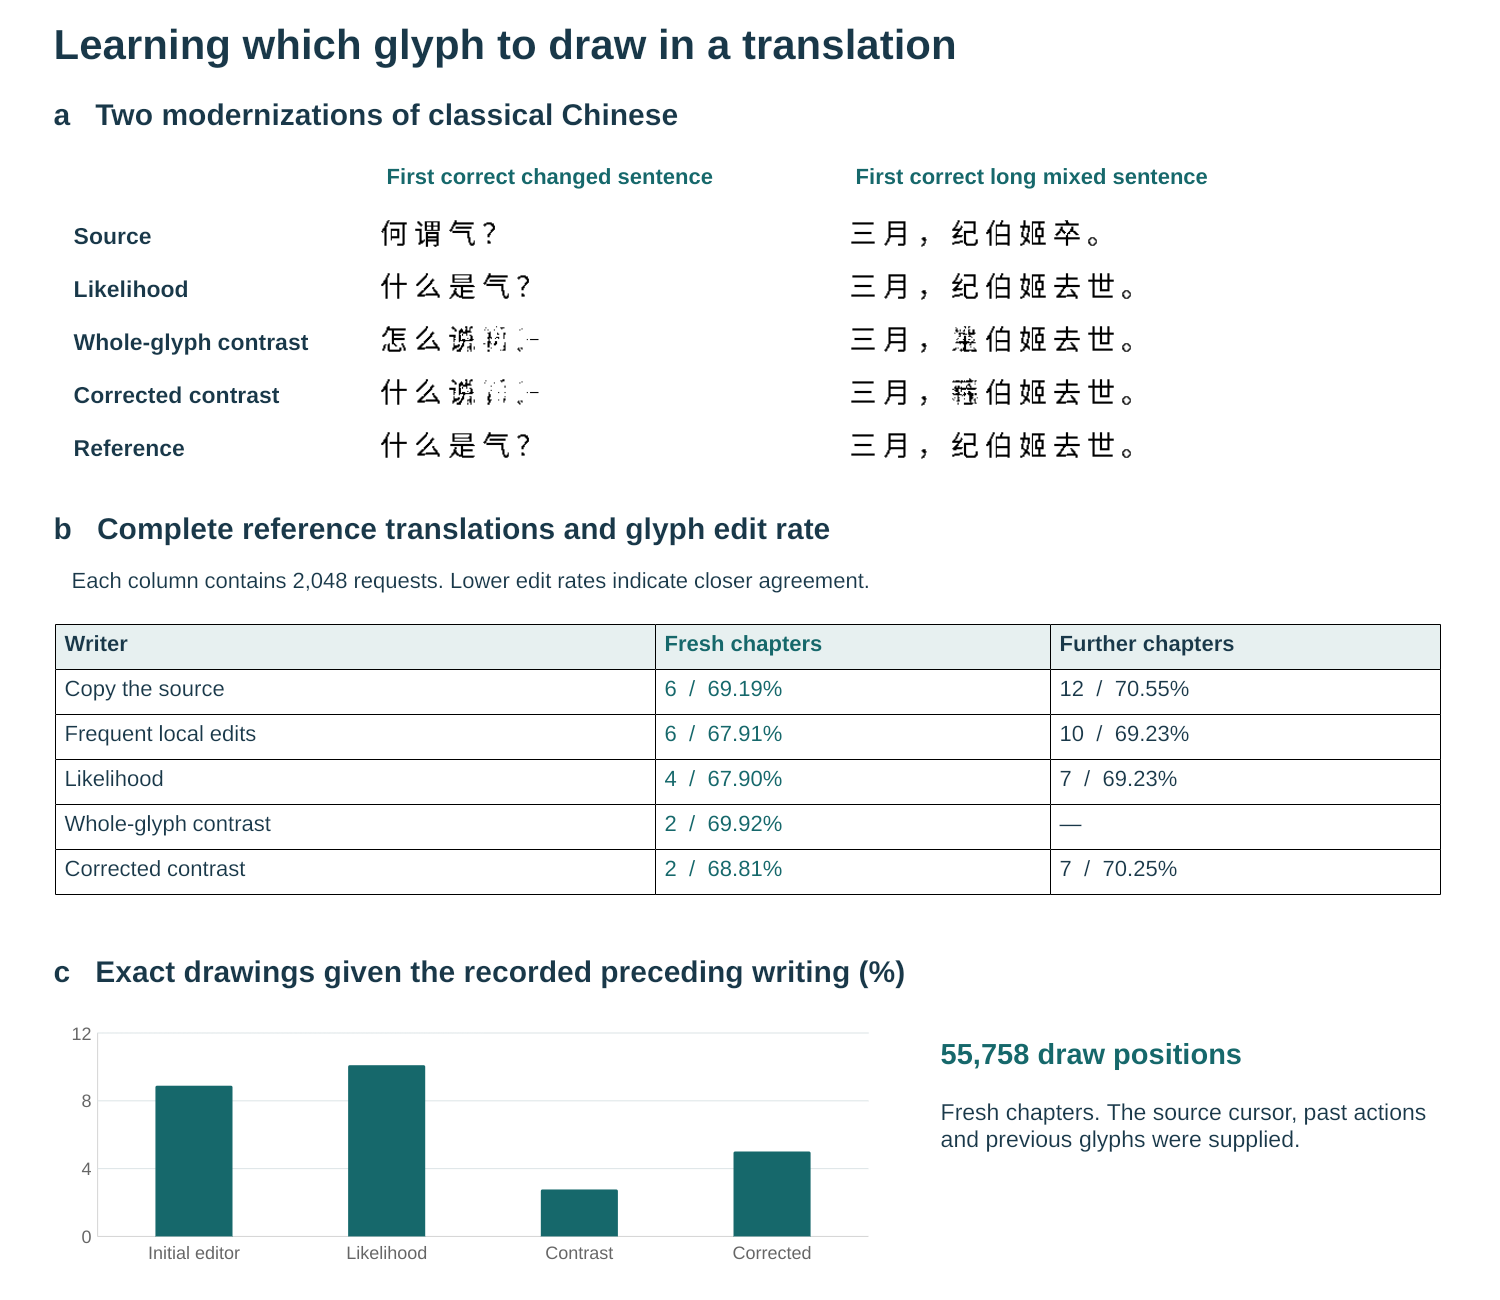 Learning which glyph to draw in a translation
a Two modernizations of classical Chinese
First correct changed sentence First correct long mixed sentence
Source 何谓气？ 三月，纪伯姬卒。
Likelihood 什么是气？ 三月，纪伯姬去世。
Whole-glyph contrast 怎么 三月， 伯姬去世。
Corrected contrast 什么 三月， 伯姬去世。
Reference 什么是气？ 三月，纪伯姬去世。
b Complete reference translations and glyph edit rate
Each column contains 2,048 requests. Lower edit rates indicate closer agreement.
Writer Fresh chapters Further chapters
Copy the source 6 / 69.19% 12 / 70.55%
Frequent local edits 6 / 67.91% 10 / 69.23%
Likelihood 4 / 67.90% 7 / 69.23%
Whole-glyph contrast 2 / 69.92% —
Corrected contrast 2 / 68.81% 7 / 70.25%
c Exact drawings given the recorded preceding writing (%)
12
8
4
0
Initial editor Likelihood Contrast Corrected
55,758 draw positions
Fresh chapters. The source cursor, past actions
and previous glyphs were supplied.